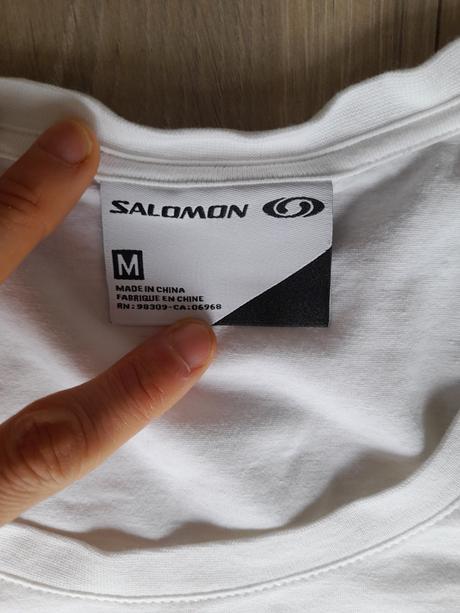 SALOMON
M
MADE IN CHINA
FABRIQUE EN CHINE
RN: 98309-CA:06968